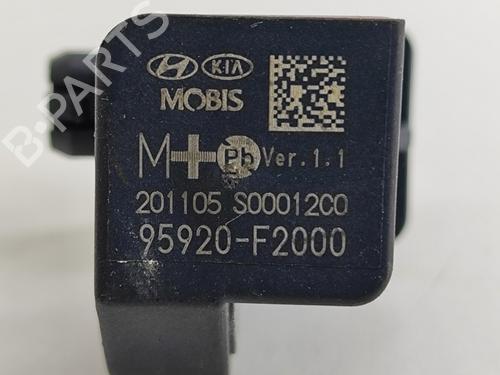 B-PARTS
KIA
MOBIS
M+ Pb Ver.1.1
201105 S00012C0
95920-F2000